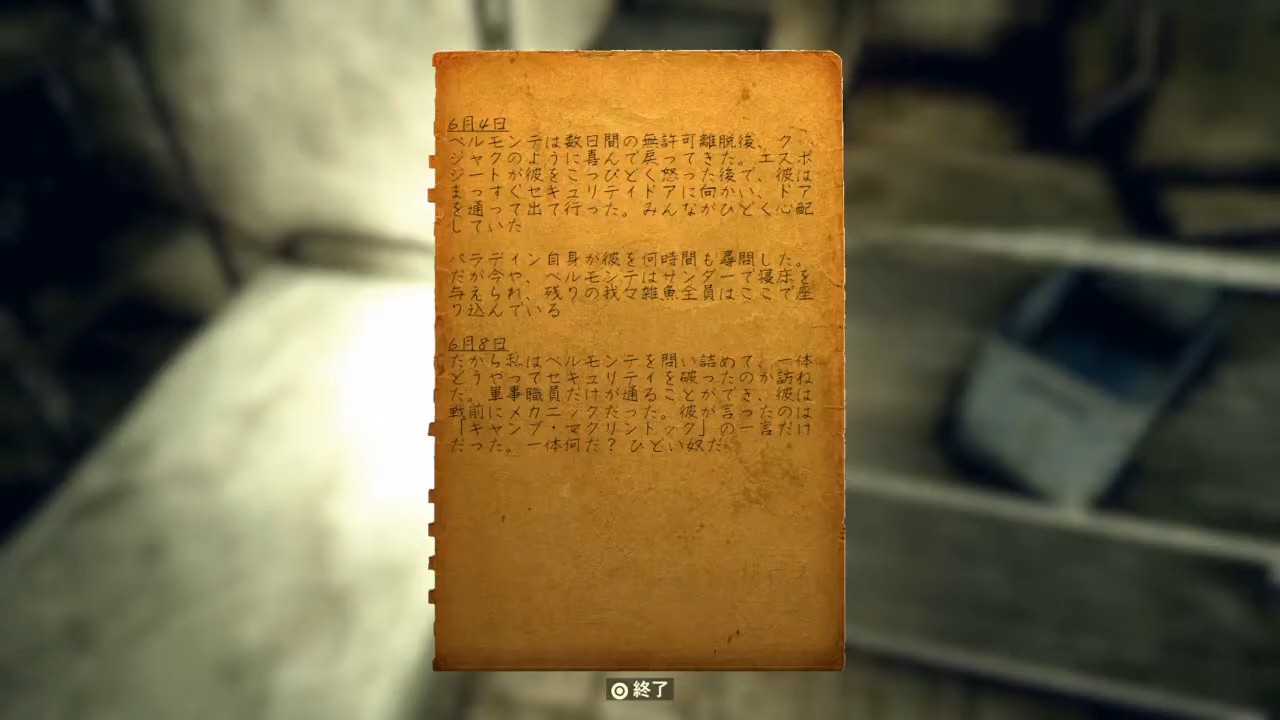 6月4日
ベルモンテは数日間の無許可離脱後、ク
ジャクのように喜んで戻ってきた。エスポ
ジートが彼をこっぴどく怒った後で、彼は
まっすぐセキュリティドアに向かい、ドア
を通って出て行った。みんながひどく心配
していた
パラディン自身が彼を何時間も尋問した。
だが今や、ベルモンテはサンダーで寝床を
与えられ、残りの我々雑魚全員はここで座
り込んでいる
6月8日
だから私はベルモンテを問い詰めて、一体
どうやってセキュリティを破ったのか訪ね
た。軍事職員だけが通ることができ、彼は
戦前にメカニックだった。彼が言ったのは
「キャンプ・マクリントック」の一言だけ
だった。一体何だ？ ひどい奴だ
終了